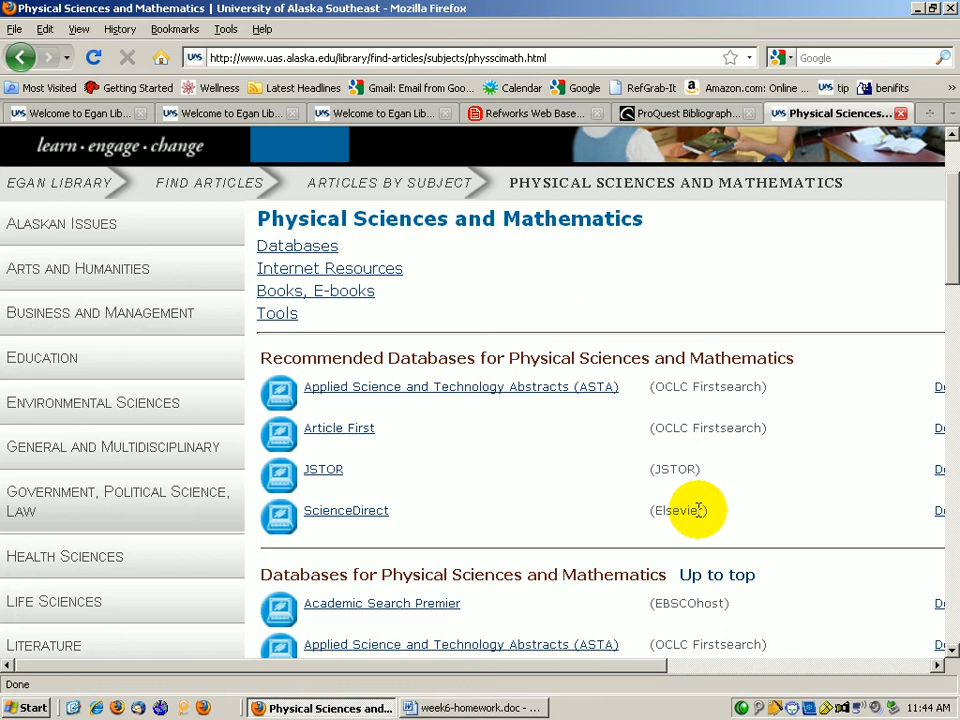 Physical Sciences and Mathematics | University of Alaska Southeast - Mozilla Firefox
File Edit View History Bookmarks Tools Help
UAS http://www.uas.alaska.edu/library/find-articles/subjects/physscimath.html Google
Most Visited Getting Started Wellness Latest Headlines Gmail: Email from Goo... Calendar Google RefGrab-It Amazon.com: Online ... UAS tip benifits »
UAS Welcome to Egan Lib... UAS Welcome to Egan Lib... UAS Welcome to Egan Lib... Refworks Web Base... ProQuest Bibliograph... UAS Physical Sciences...
learn • engage • change
EGAN LIBRARY FIND ARTICLES ARTICLES BY SUBJECT PHYSICAL SCIENCES AND MATHEMATICS
ALASKAN ISSUES
ARTS AND HUMANITIES
BUSINESS AND MANAGEMENT
EDUCATION
ENVIRONMENTAL SCIENCES
GENERAL AND MULTIDISCIPLINARY
GOVERNMENT, POLITICAL SCIENCE,
LAW
HEALTH SCIENCES
LIFE SCIENCES
LITERATURE
Physical Sciences and Mathematics
Databases
Internet Resources
Books, E-books
Tools
Recommended Databases for Physical Sciences and Mathematics
Applied Science and Technology Abstracts (ASTA) (OCLC Firstsearch)
Article First (OCLC Firstsearch)
JSTOR (JSTOR)
ScienceDirect (Elsevier)
Databases for Physical Sciences and Mathematics Up to top
Academic Search Premier (EBSCOhost)
Applied Science and Technology Abstracts (ASTA) (OCLC Firstsearch)
Done
Start Physical Sciences and... week6-homework.doc - ... 11:44 AM